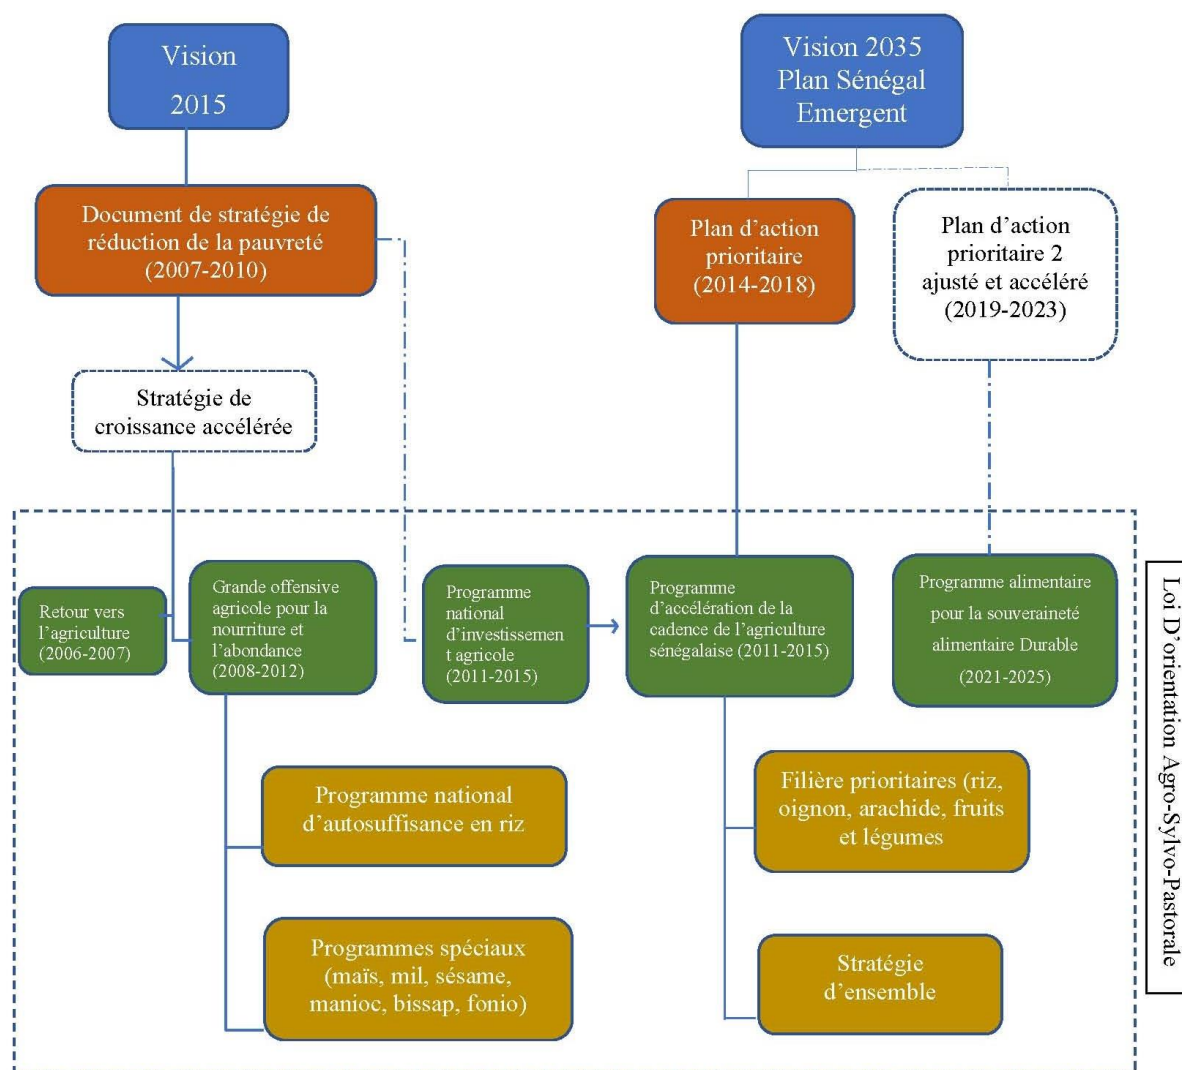 Vision
2015
Vision 2035
Plan Sénégal
Emergent
Document de stratégie de
réduction de la pauvreté
(2007-2010)
Plan d’action
prioritaire
(2014-2018)
Plan d’action
prioritaire 2
ajusté et accéléré
(2019-2023)
Stratégie de
croissance accélérée
Retour vers
l’agriculture
(2006-2007)
Grande offensive
agricole pour la
nourriture et
l’abondance
(2008-2012)
Programme
national
d’investissemen
t agricole
(2011-2015)
Programme
d’accélération de la
cadence de l’agriculture
sénégalaise (2011-2015)
Programme alimentaire
pour la souveraineté
alimentaire Durable
(2021-2025)
Programme national
d’autosuffisance en riz
Filière prioritaires (riz,
oignon, arachide, fruits
et légumes
Programmes spéciaux
(maïs, mil, sésame,
manioc, bissap, fonio)
Stratégie
d’ensemble
Loi D’orientation Agro-Sylvo-Pastorale